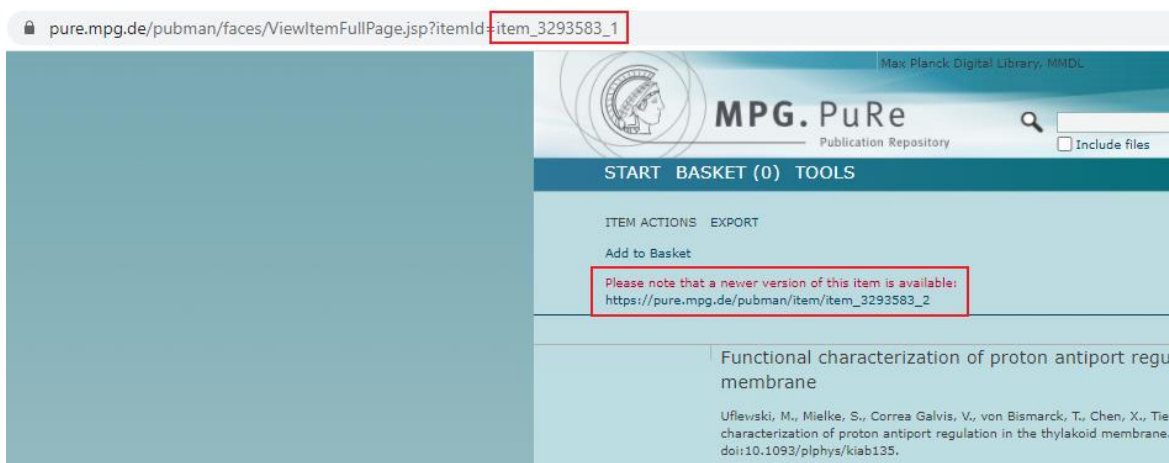 pure.mpg.de/pubman/faces/ViewItemFullPage.jsp?itemId=item_3293583_1
Max Planck Digital Library, MMDL
MPG. PuRe
Publication Repository
Include files
START BASKET (0) TOOLS
ITEM ACTIONS EXPORT
Add to Basket
Please note that a newer version of this item is available:
https://pure.mpg.de/pubman/item/item_3293583_2
Functional characterization of proton antiport regu
membrane
Uflewski, M., Mielke, S., Correa Galvis, V., von Bismarck, T., Chen, X., Tie
characterization of proton antiport regulation in the thylakoid membrane.
doi:10.1093/plphys/kiab135.